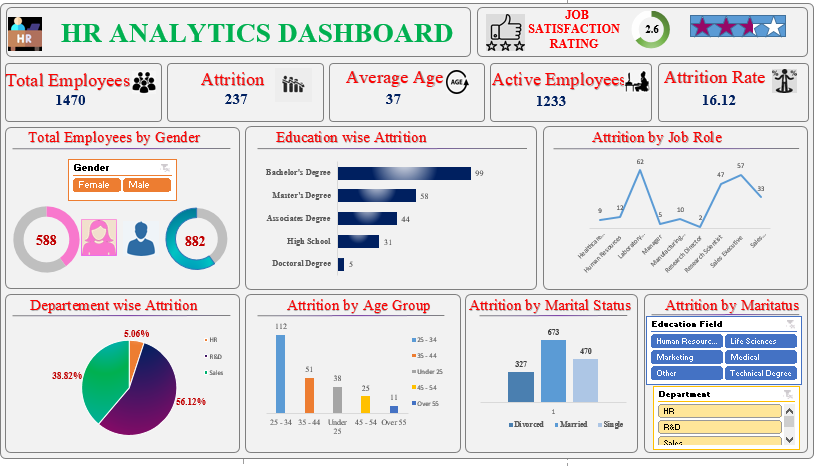 HR
HR ANALYTICS DASHBOARD
JOB
SATISFACTION
RATING
2.6
Total Employees
1470
Attrition
237
Average Age
AGE
37
Active Employees
1233
Attrition Rate
16.12
Total Employees by Gender
Gender
Female
Male
588
882
Education wise Attrition
Bachelor's Degree
99
Master's Degree
58
Associates Degree
44
High School
31
Doctoral Degree
5
Attrition by Job Role
9
12
62
5
10
2
47
57
33
Healthcare...
Human Resources
Laboratory...
Manager
Manufacturing...
Research Director
Research Scientist
Sales Executive
Sales...
Departement wise Attrition
5.06%
38.82%
56.12%
HR
R&D
Sales
Attrition by Age Group
112
51
38
25
11
25 - 34
35 - 44
Under
25
45 - 54
Over 55
25 - 34
35 - 44
Under 25
45 - 54
Over 55
Attrition by Marital Status
327
673
470
1
Divorced
Married
Single
Attrition by Maritatus
Education Field
Human Resourc...
Life Sciences
Marketing
Medical
Other
Technical Degree
Department
HR
R&D
Sales